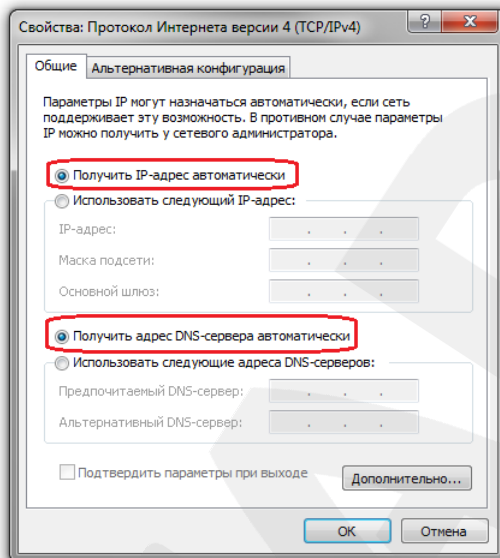 Свойства: Протокол Интернета версии 4 (TCP/IPv4)
Общие
Альтернативная конфигурация
Параметры IP могут назначаться автоматически, если сеть
поддерживает эту возможность. В противном случае параметры
IP можно получить у сетевого администратора.
Получить IP-адрес автоматически
Использовать следующий IP-адрес:
IP-адрес:
Маска подсети:
Основной шлюз:
Получить адрес DNS-сервера автоматически
Использовать следующие адреса DNS-серверов:
Предпочитаемый DNS-сервер:
Альтернативный DNS-сервер:
Подтвердить параметры при выходе
Дополнительно...
ОК
Отмена